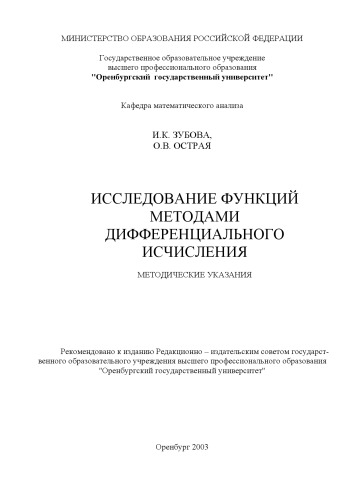 МИНИСТЕРСТВО ОБРАЗОВАНИЯ РОССИЙСКОЙ ФЕДЕРАЦИИ
Государственное образовательное учреждение
высшего профессионального образования
"Оренбургский государственный университет"
Кафедра математического анализа
И.К. ЗУБОВА,
О.В. ОСТРАЯ
ИССЛЕДОВАНИЕ ФУНКЦИЙ
МЕТОДАМИ
ДИФФЕРЕНЦИАЛЬНОГО
ИСЧИСЛЕНИЯ
МЕТОДИЧЕСКИЕ УКАЗАНИЯ
Рекомендовано к изданию Редакционно – издательским советом государст-
венного образовательного учреждения высшего профессионального образования
"Оренбургский государственный университет"
Оренбург 2003